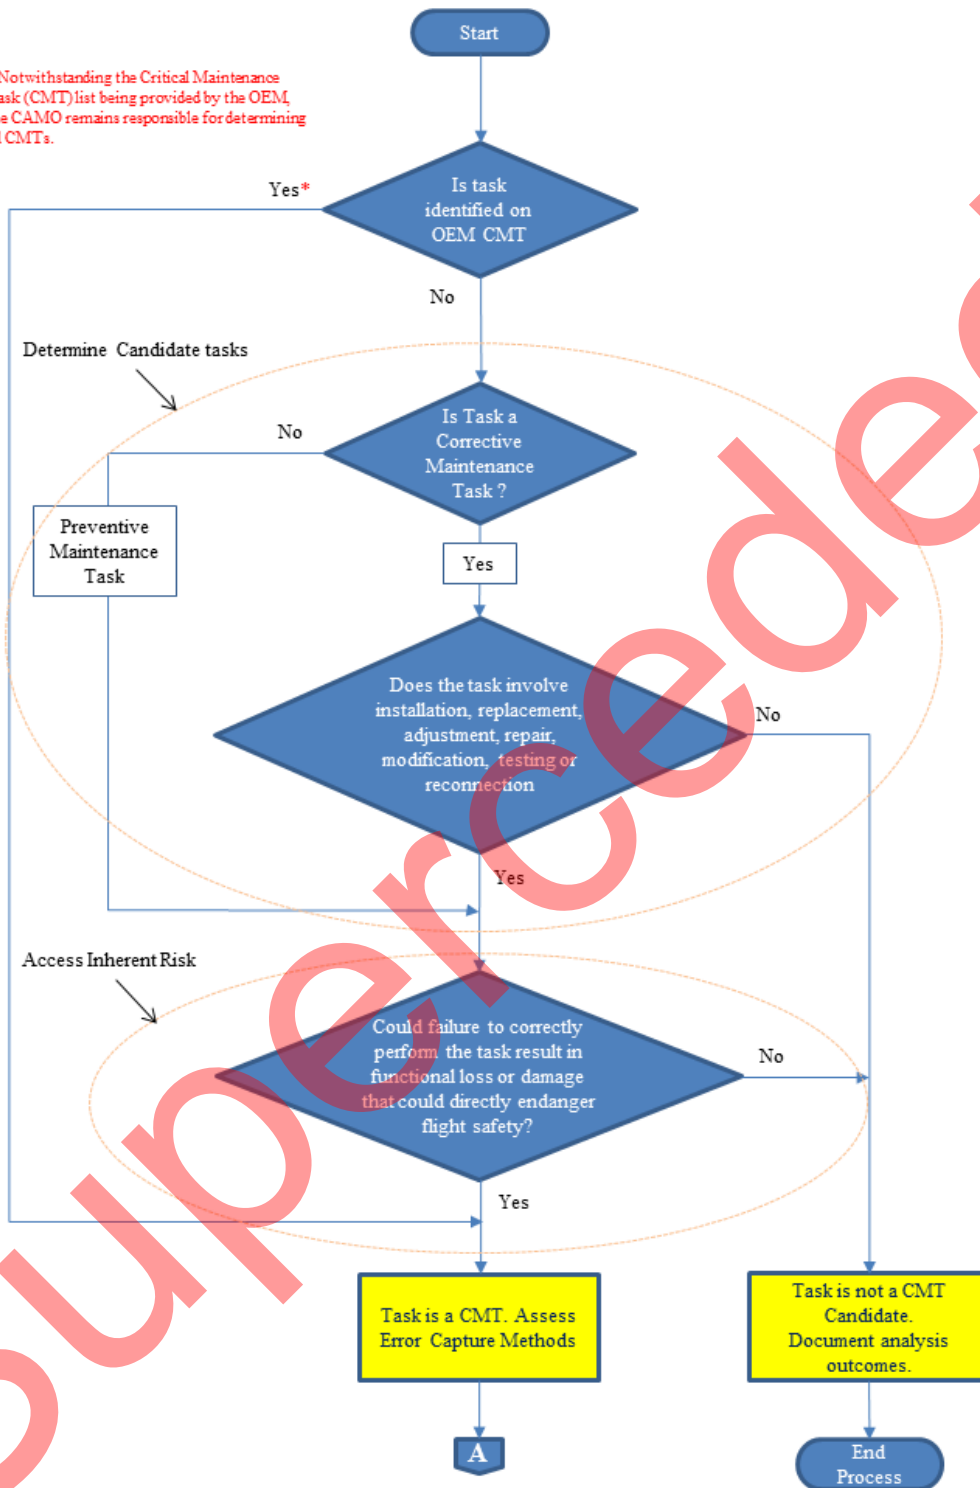 Start
Notwithstanding the Critical Maintenance
ask (CMT) list being provided by the OEM,
e CAMO remains responsible for determining
l CMTs.
Yes*
Is task
identified on
OEM CMT
No
Determine Candidate tasks
No
Is Task a
Corrective
Maintenance
Task ?
Preventive
Maintenance
Task
Yes
Does the task involve
installation, replacement,
adjustment, repair,
modification, testing or
reconnection
No
Yes
Access Inherent Risk
Could failure to correctly
perform the task result in
functional loss or damage
that could directly endanger
flight safety?
No
Yes
Task is a CMT. Assess
Error Capture Methods
Task is not a CMT
Candidate.
Document analysis
outcomes.
A
End
Process
Superceded